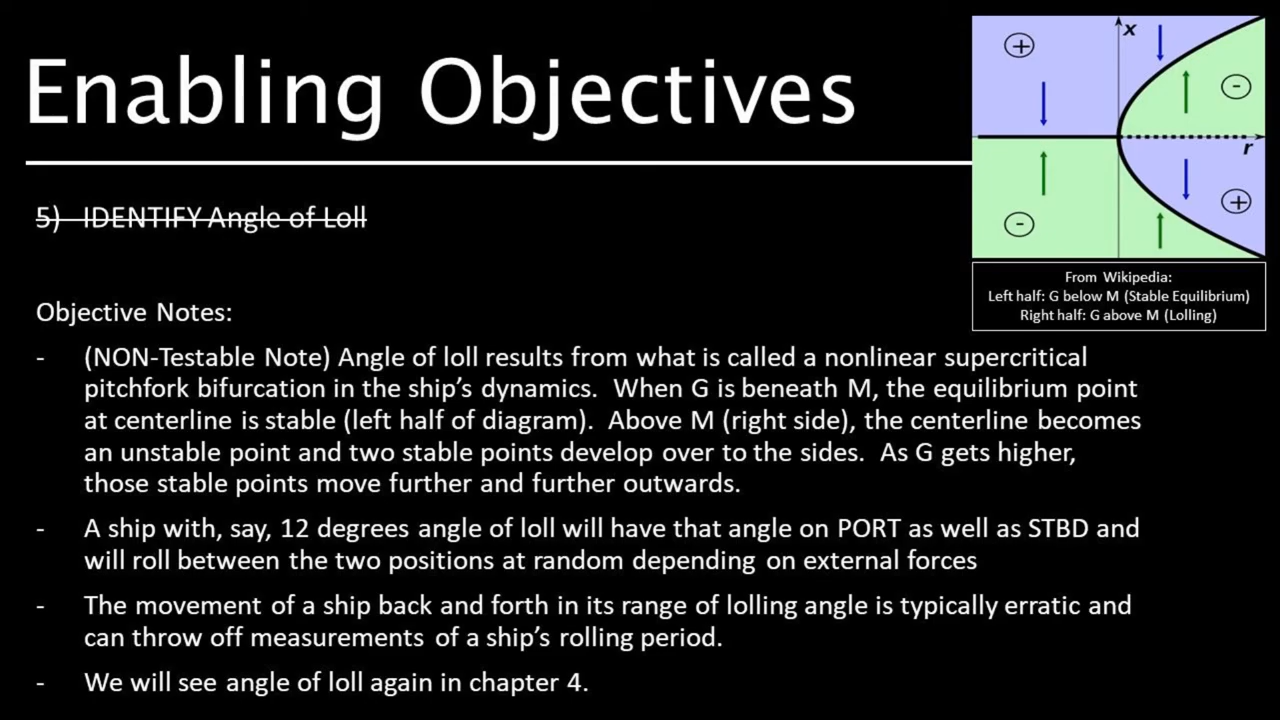 Enabling Objectives
x
+
-
r
-
+
From Wikipedia:
Left half: G below M (Stable Equilibrium)
Right half: G above M (Lolling)
5) IDENTIFY Angle of Loll
Objective Notes:
- (NON-Testable Note) Angle of loll results from what is called a nonlinear supercritical
pitchfork bifurcation in the ship's dynamics. When G is beneath M, the equilibrium point
at centerline is stable (left half of diagram). Above M (right side), the centerline becomes
an unstable point and two stable points develop over to the sides. As G gets higher,
those stable points move further and further outwards.
- A ship with, say, 12 degrees angle of loll will have that angle on PORT as well as STBD and
will roll between the two positions at random depending on external forces
- The movement of a ship back and forth in its range of lolling angle is typically erratic and
can throw off measurements of a ship's rolling period.
- We will see angle of loll again in chapter 4.